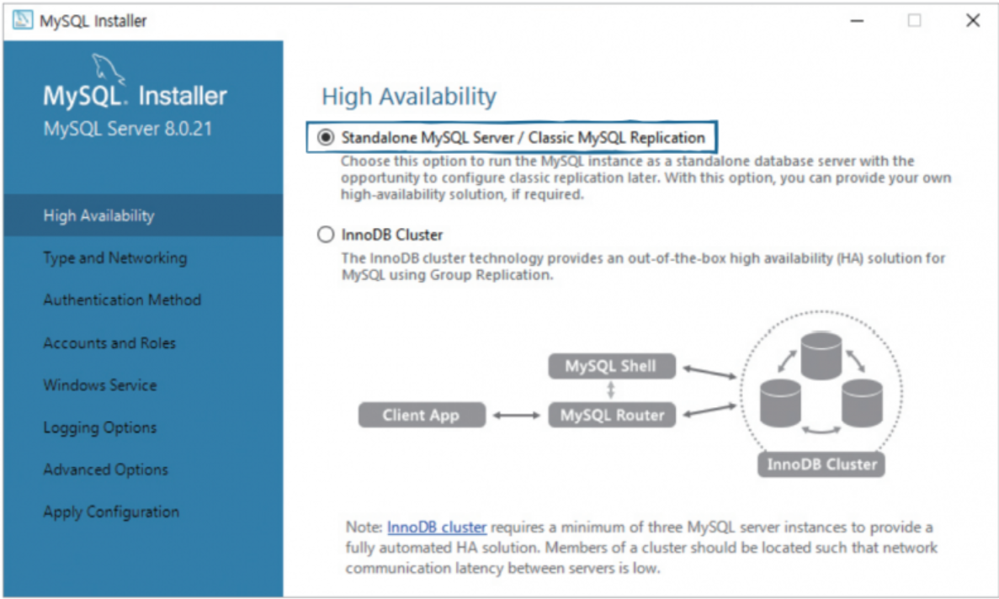 MySQL Installer
MySQL. Installer
MySQL Server 8.0.21
High Availability
Type and Networking
Authentication Method
Accounts and Roles
Windows Service
Logging Options
Advanced Options
Apply Configuration
High Availability
Standalone MySQL Server / Classic MySQL Replication
Choose this option to run the MySQL instance as a standalone database server with the
opportunity to configure classic replication later. With this option, you can provide your own
high-availability solution, if required.
InnoDB Cluster
The InnoDB cluster technology provides an out-of-the-box high availability (HA) solution for
MySQL using Group Replication.
MySQL Shell
Client App
MySQL Router
InnoDB Cluster
Note: InnoDB cluster requires a minimum of three MySQL server instances to provide a
fully automated HA solution. Members of a cluster should be located such that network
communication latency between servers is low.